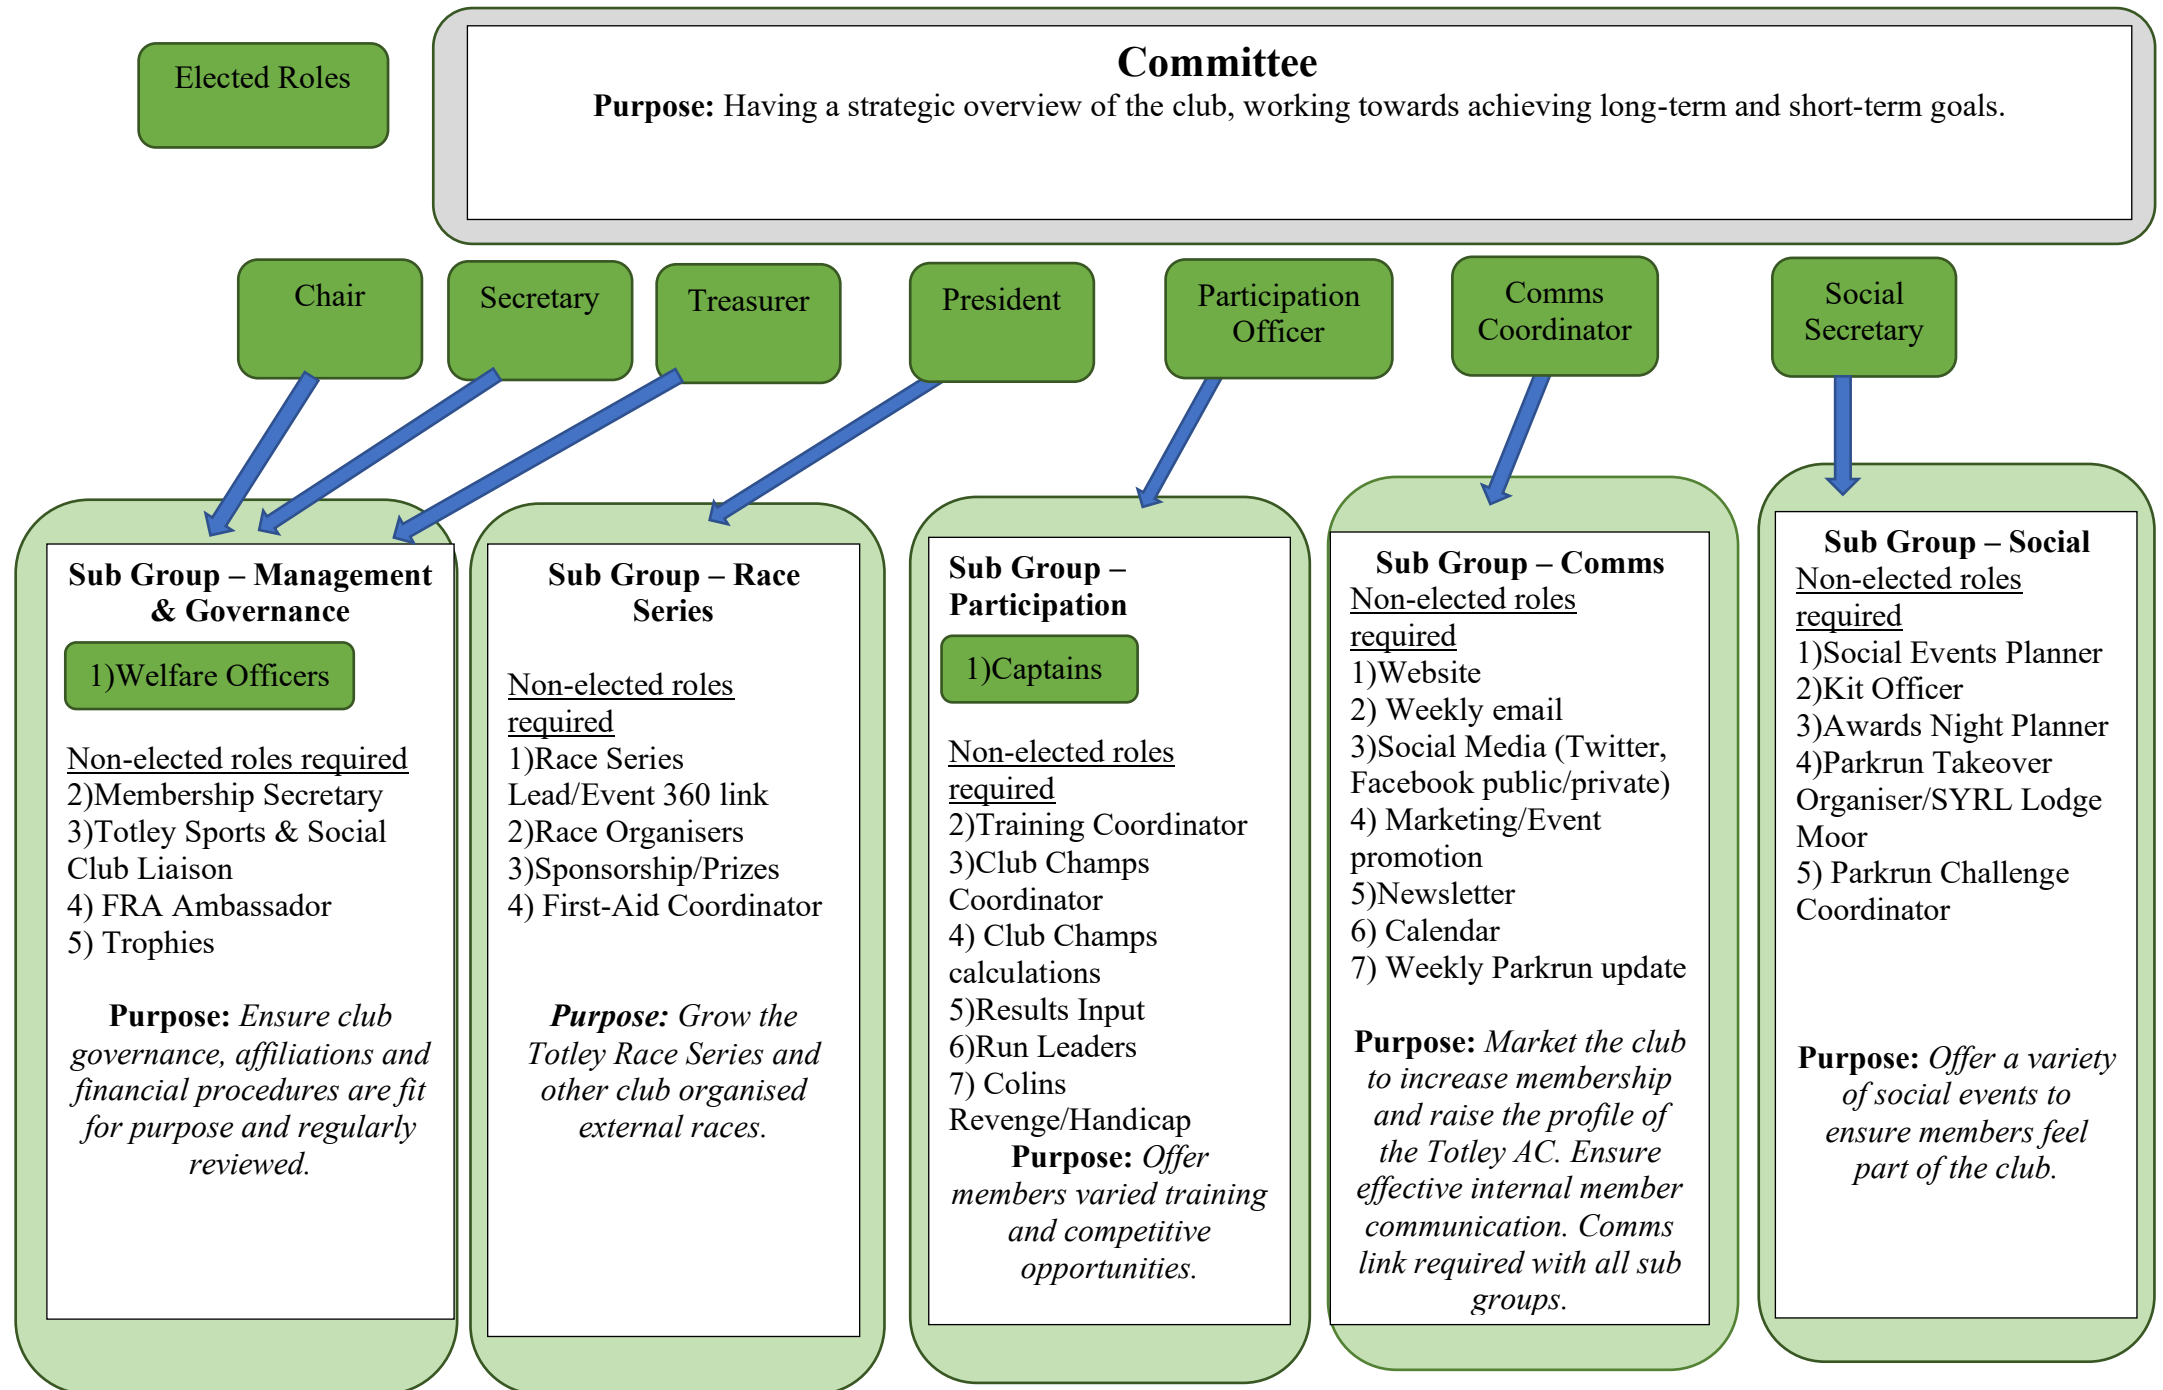 Elected Roles
Committee
Purpose: Having a strategic overview of the club, working towards achieving long-term and short-term goals.
Chair
Secretary
Treasurer
President
Participation
Officer
Comms
Coordinator
Social
Secretary
Sub Group – Management
& Governance
1)Welfare Officers
Non-elected roles required
2)Membership Secretary
3)Totley Sports & Social
Club Liaison
4) FRA Ambassador
5) Trophies
Purpose: Ensure club
governance, affiliations and
financial procedures are fit
for purpose and regularly
reviewed.
Sub Group – Race
Series
Non-elected roles
required
1)Race Series
Lead/Event 360 link
2)Race Organisers
3)Sponsorship/Prizes
4) First-Aid Coordinator
Purpose: Grow the
Totley Race Series and
other club organised
external races.
Sub Group –
Participation
1)Captains
Non-elected roles
required
2)Training Coordinator
3)Club Champs
Coordinator
4) Club Champs
calculations
5)Results Input
6)Run Leaders
7) Colins
Revenge/Handicap
Purpose: Offer
members varied training
and competitive
opportunities.
Sub Group – Comms
Non-elected roles
required
1)Website
2) Weekly email
3)Social Media (Twitter,
Facebook public/private)
4) Marketing/Event
promotion
5)Newsletter
6) Calendar
7) Weekly Parkrun update
Purpose: Market the club
to increase membership
and raise the profile of
the Totley AC. Ensure
effective internal member
communication. Comms
link required with all sub
groups.
Sub Group – Social
Non-elected roles
required
1)Social Events Planner
2)Kit Officer
3)Awards Night Planner
4)Parkrun Takeover
Organiser/SYRL Lodge
Moor
5) Parkrun Challenge
Coordinator
Purpose: Offer a variety
of social events to
ensure members feel
part of the club.